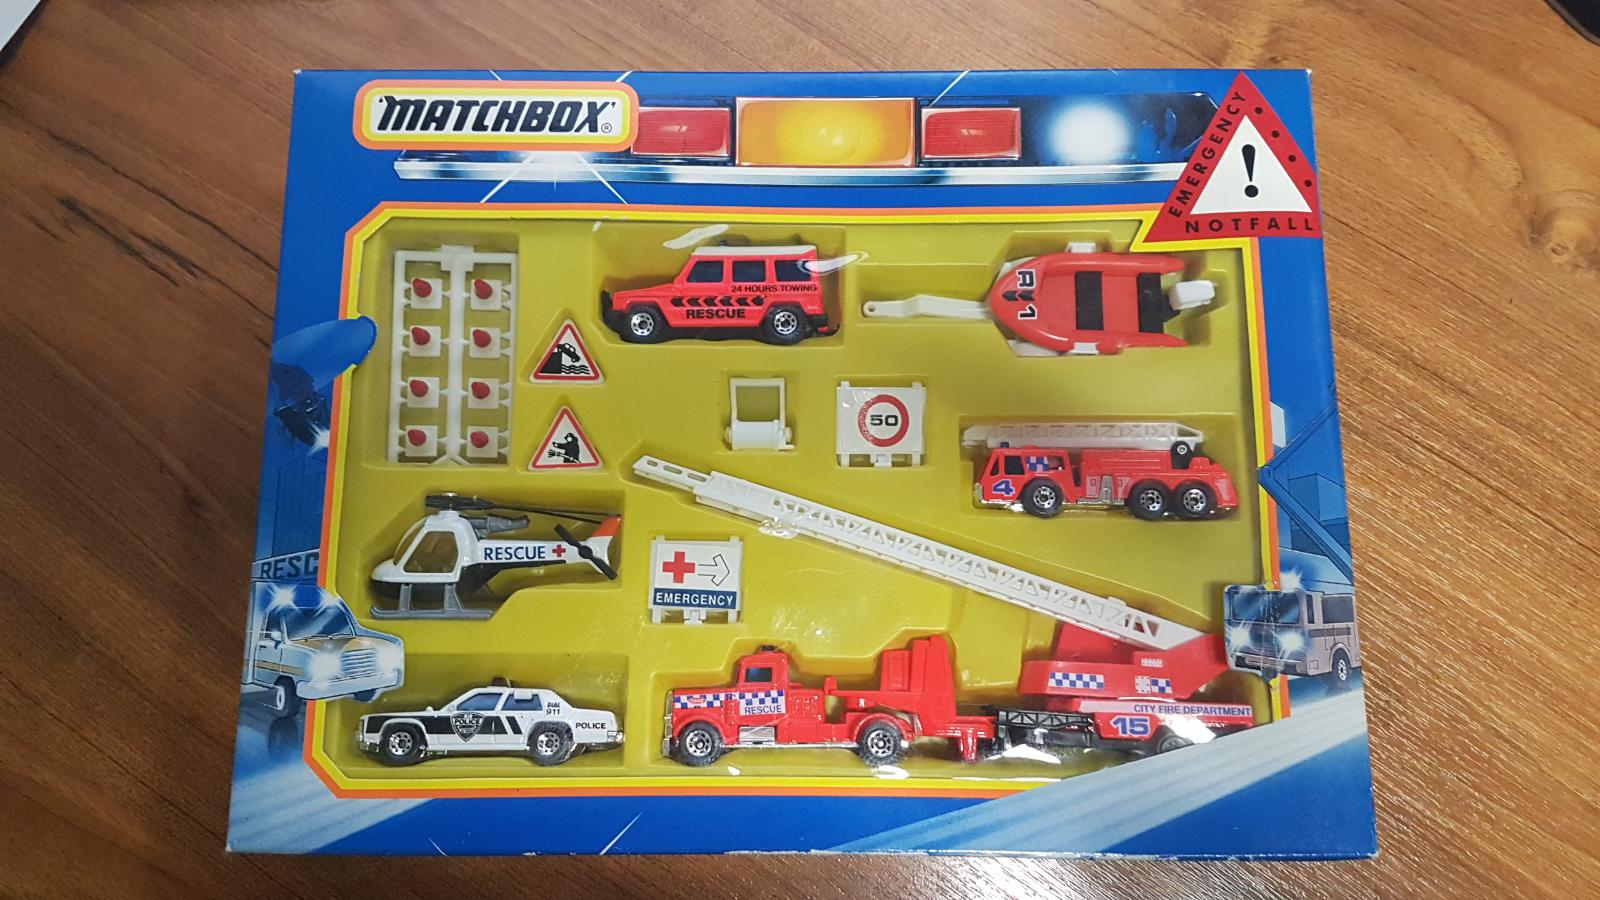 'MATCHBOX'®
EMERGENCY
NOTFALL
!
24 HOURS TOWING
RESCUE
R1
50
4
RESCUE
EMERGENCY
RESC
DIAL
911
POLICE
POLICE
RESCUE
CITY FIRE DEPARTMENT
15